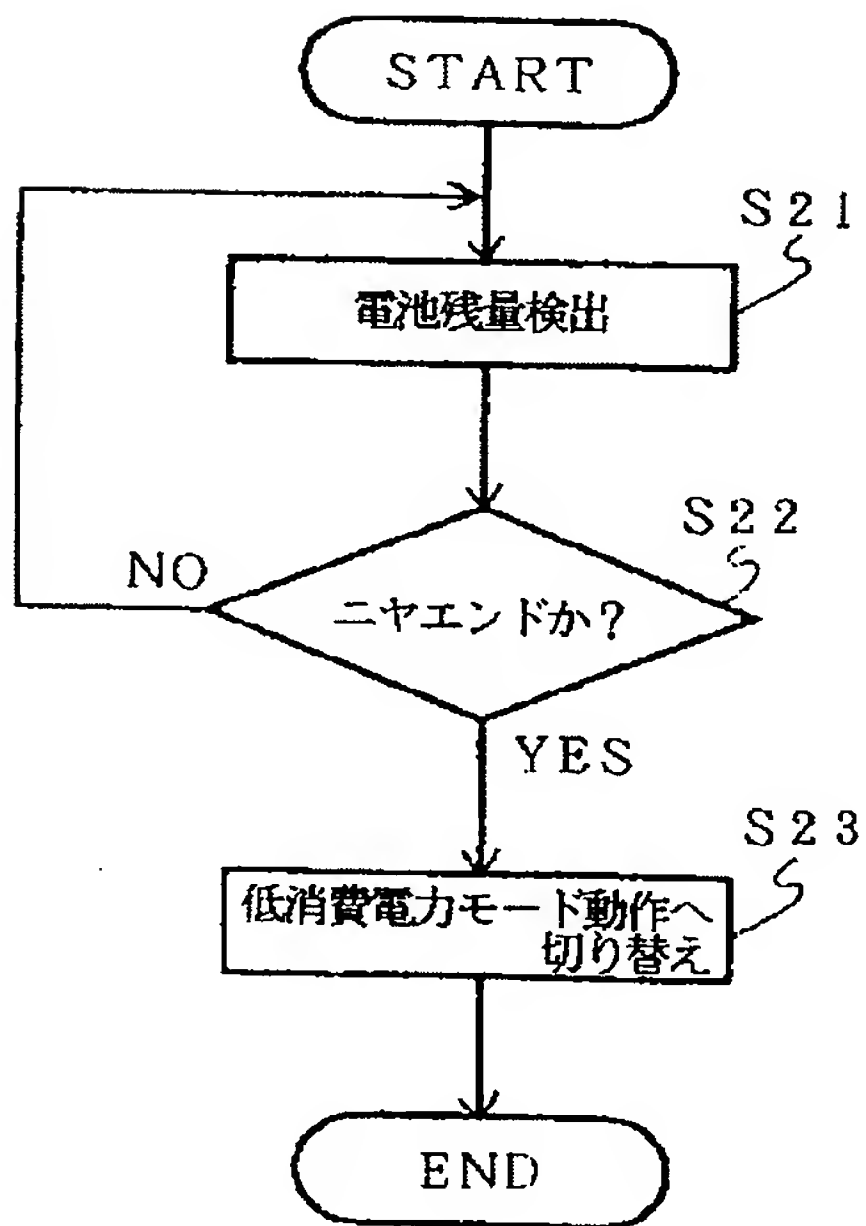 START
S21
電池残量検出
S22
NO
ニヤエンドか?
YES
S23
低消費電力モード動作へ
切り替え
END